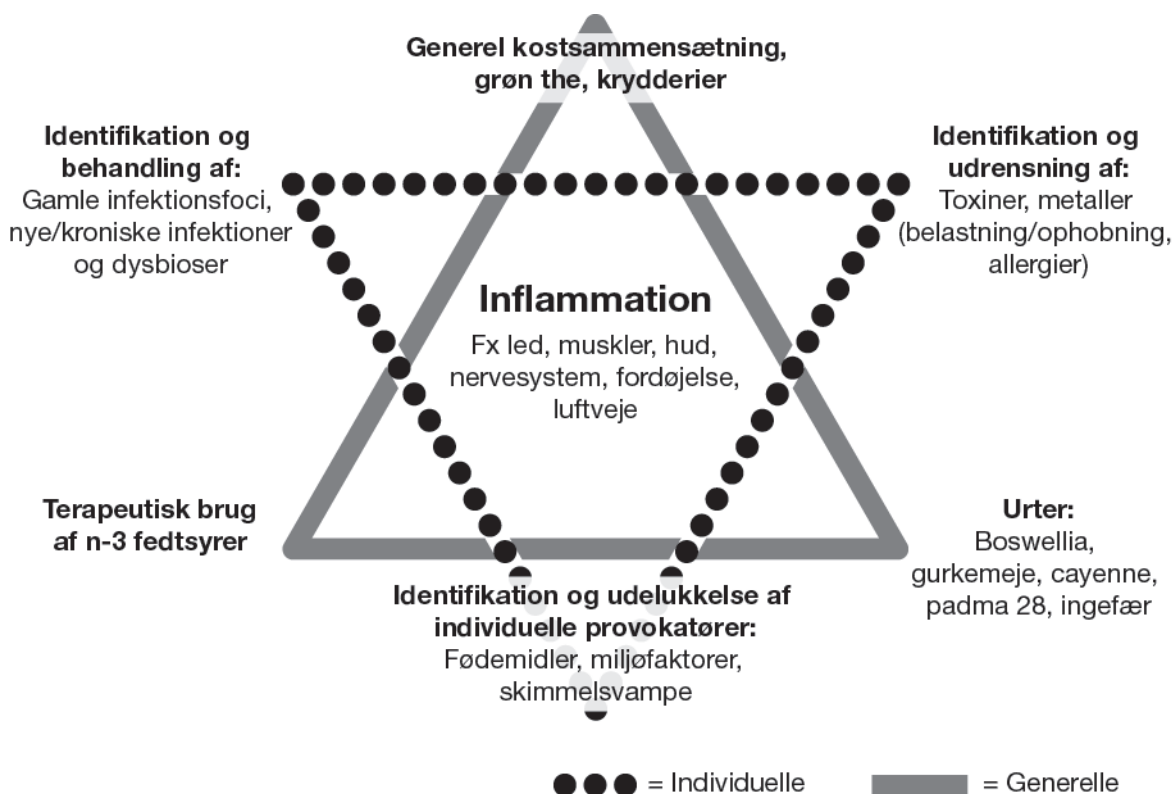 Generel kostsammensætning,
grøn the, krydderier
Identifikation og
behandling af:
Gamle infektionsfoci,
nye/kroniske infektioner
og dysbioser
Identifikation og
udrensning af:
Toxiner, metaller
(belastning/ophobning,
allergier)
Inflammation
Fx led, muskler, hud,
nervesystem, fordøjelse,
luftveje
Terapeutisk brug
af n-3 fedtsyrer
Urter:
Boswellia,
gurkemeje, cayenne,
padma 28, ingefær
Identifikation og udelukkelse af
individuelle provokatører:
Fødemidler, miljøfaktorer,
skimmelsvampe
= Individuelle
= Generelle